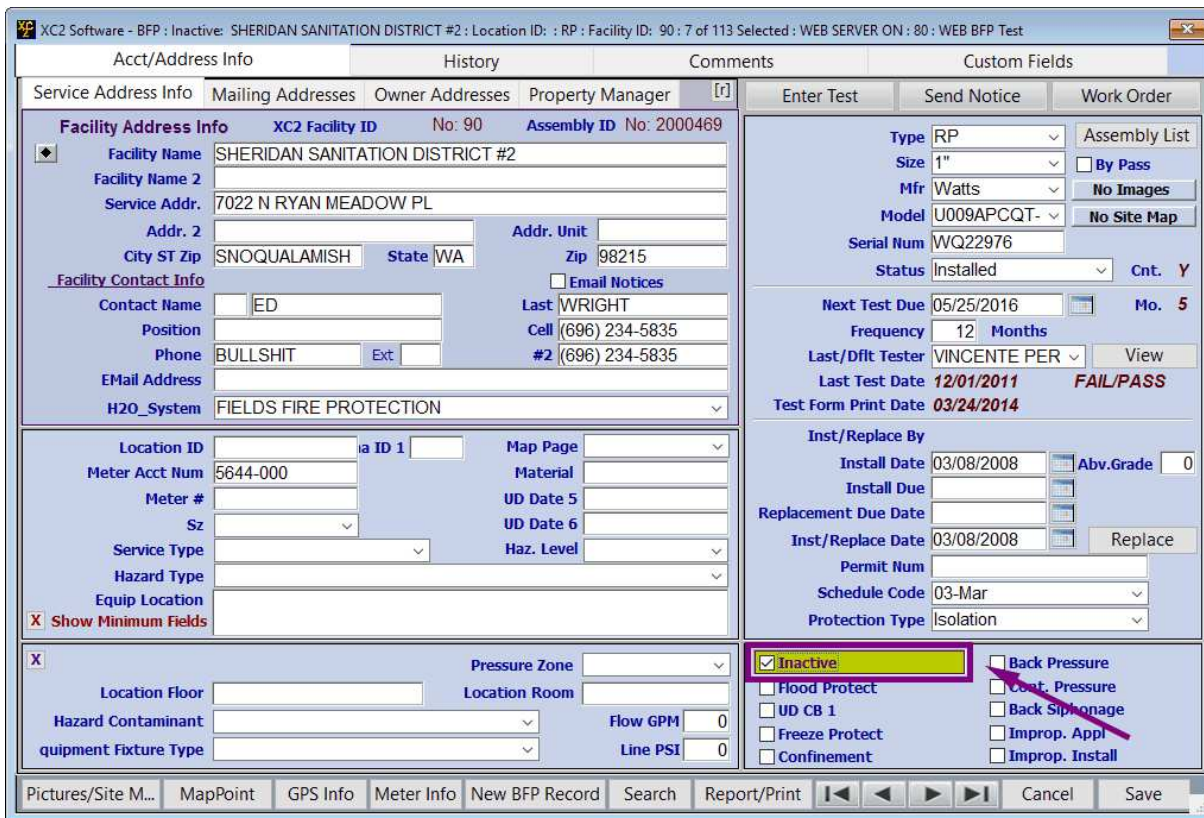 XC2 Software - BFP : Inactive: SHERIDAN SANITATION DISTRICT #2 : Location ID: : RP : Facility ID: 90 : 7 of 113 Selected : WEB SERVER ON : 80 : WEB BFP Test
Acct/Address Info History Comments Custom Fields
Service Address Info Mailing Addresses Owner Addresses Property Manager [r]
Facility Address Info XC2 Facility ID No: 90 Assembly ID No: 2000469
Facility Name SHERIDAN SANITATION DISTRICT #2
Facility Name 2
Service Addr. 7022 N RYAN MEADOW PL
Addr. 2 Addr. Unit
City ST Zip SNOQUALAMISH State WA Zip 98215
Facility Contact Info Email Notices
Contact Name ED Last WRIGHT
Position Cell (696) 234-5835
Phone BULLSHIT Ext #2 (696) 234-5835
EMail Address
H2O_System FIELDS FIRE PROTECTION
Location ID na ID 1 Map Page
Meter Acct Num 5644-000 Material
Meter # UD Date 5
Sz UD Date 6
Service Type Haz. Level
Hazard Type
Equip Location
X Show Minimum Fields
X Pressure Zone
Location Floor Location Room
Hazard Contaminant Flow GPM 0
quipment Fixture Type Line PSI 0
Enter Test Send Notice Work Order
Type RP Assembly List
Size 1" By Pass
Mfr Watts No Images
Model U009APCQT- No Site Map
Serial Num WQ22976
Status Installed Cnt. Y
Next Test Due 05/25/2016 Mo. 5
Frequency 12 Months
Last/Dflt Tester VINCENTE PER View
Last Test Date 12/01/2011 FAIL/PASS
Test Form Print Date 03/24/2014
Inst/Replace By
Install Date 03/08/2008 Abv.Grade 0
Install Due
Replacement Due Date
Inst/Replace Date 03/08/2008 Replace
Permit Num
Schedule Code 03-Mar
Protection Type Isolation
Inactive Back Pressure
Flood Protect Cont. Pressure
UD CB 1 Back Siphonage
Freeze Protect Improp. Appl
Confinement Improp. Install
Pictures/Site M... MapPoint GPS Info Meter Info New BFP Record Search Report/Print Cancel Save